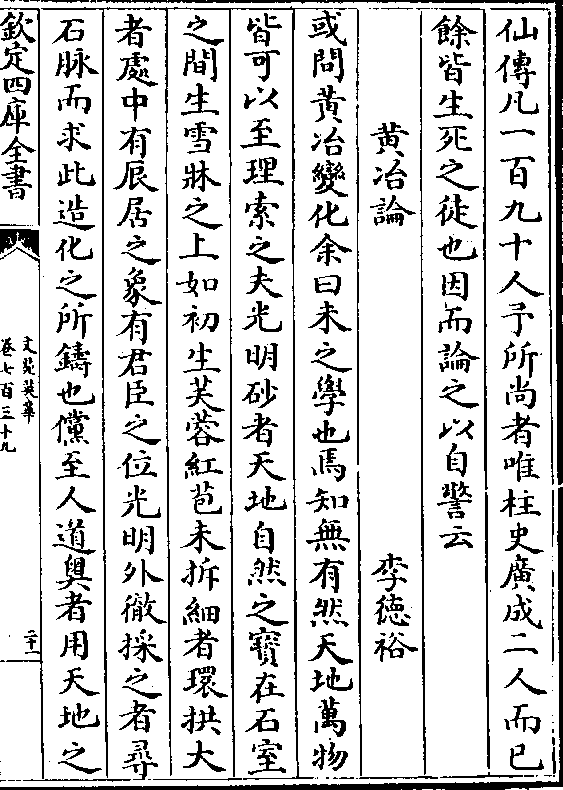 仙傳凡一百九十人予所尚者唯柱史廣成二人而已
餘皆生死之徒也因而論之以自警云
黄冶論
李德裕
或問黄冶變化余曰未之學也焉知無有然天地萬物
皆可以至理索之夫光明砂者天地自然之寶在石室
之間生雪牀之上如初生芙蓉紅苞未拆細者環拱大
者處中有辰居之象有君臣之位光明外徹採之者尋
石脉而求此造化之所鑄也儻至人道奥者用天地之
欽定四庫全書
文苑英華
卷七百三十九
二十一